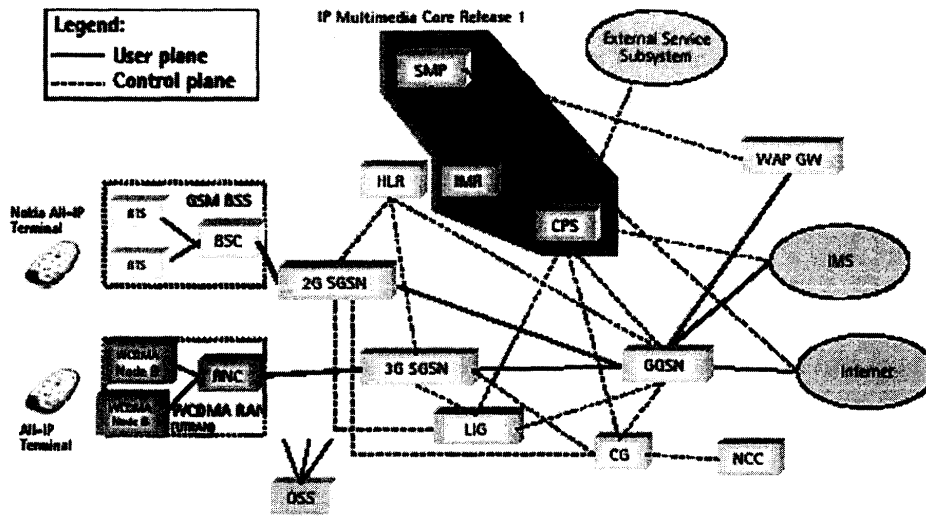 IP Multimedia Core Release 1
Legend:
User plane
Control plane
External Service
Subsystem
SMP
WAP GW
HLR
IMR
CPS
GSM BSS
BTS
BSC
BTS
Nokia All-IP
Terminal
2G SGSN
IMS
WCDMA
Node B
RNC
3G SGSN
GGSN
Internet
WCDMA
Node B
WCDMA RAN
(UTRAN)
All-IP
Terminal
LIG
CG
NCC
OSS